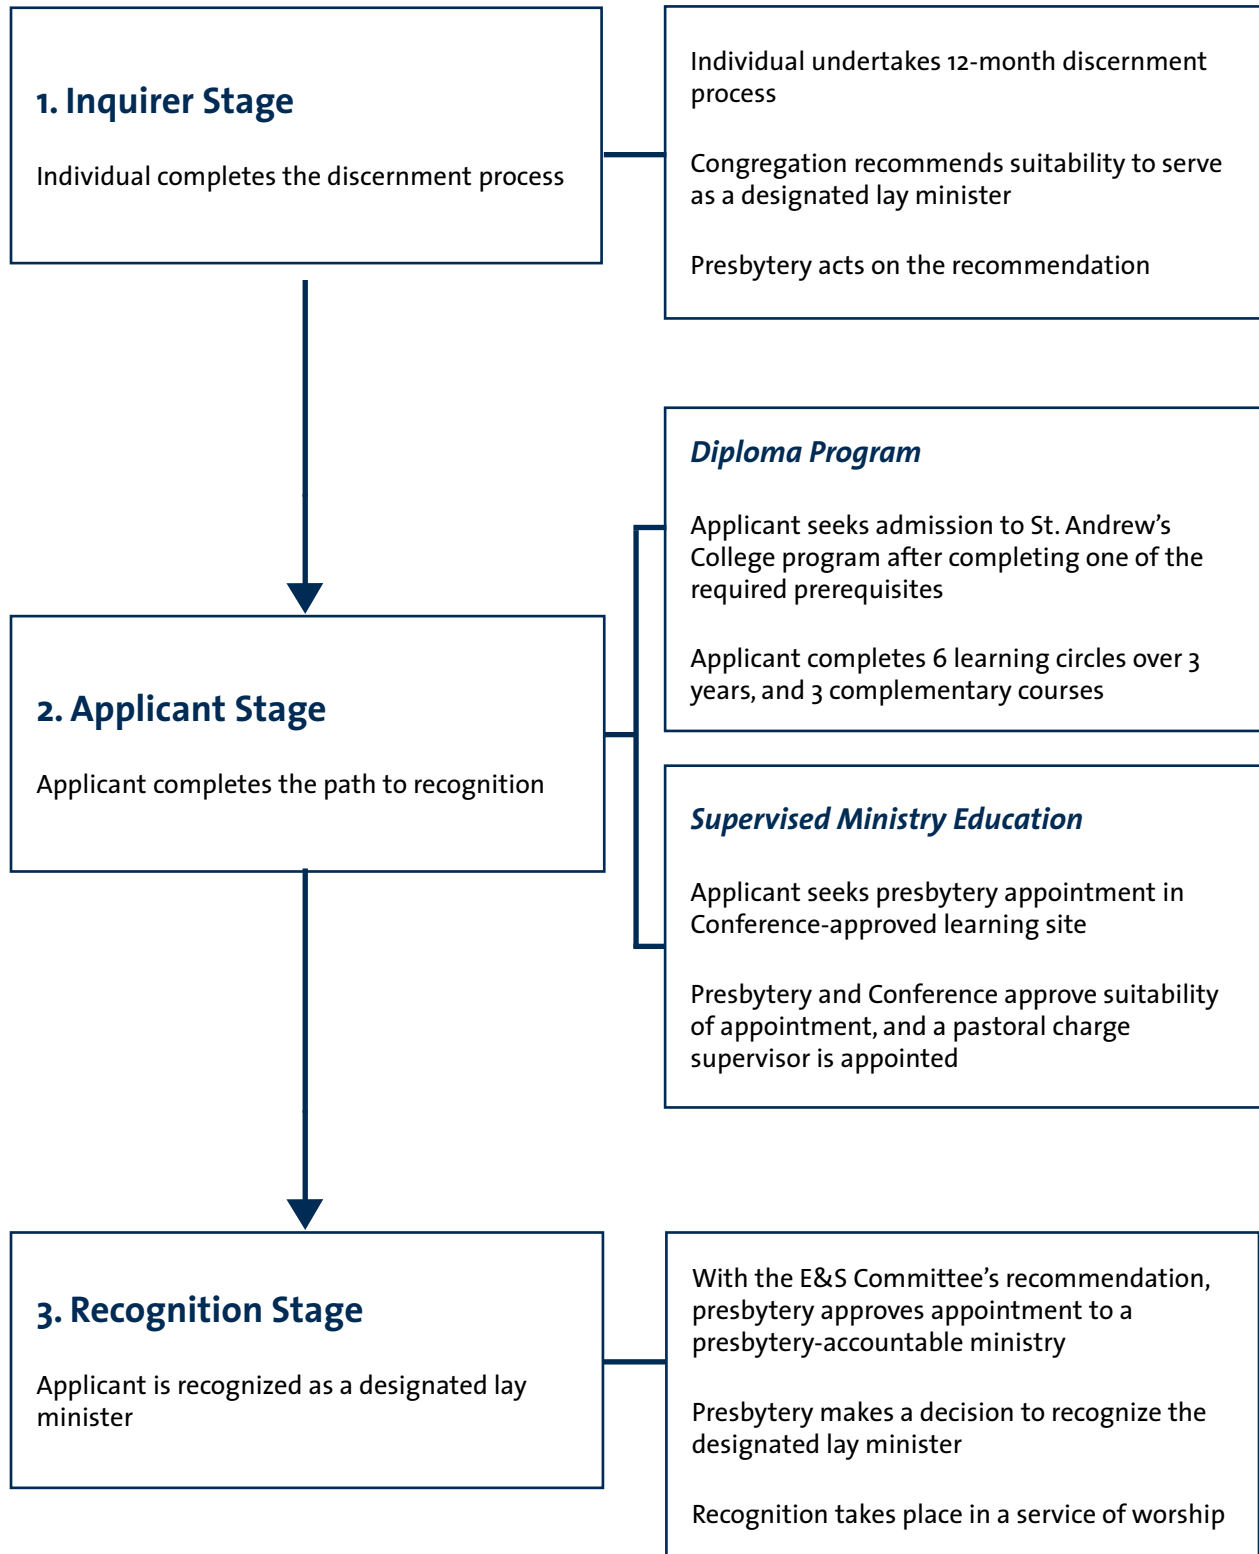 1. Inquirer Stage
Individual completes the discernment process
Individual undertakes 12-month discernment
process
Congregation recommends suitability to serve
as a designated lay minister
Presbytery acts on the recommendation
2. Applicant Stage
Applicant completes the path to recognition
Diploma Program
Applicant seeks admission to St. Andrew’s
College program after completing one of the
required prerequisites
Applicant completes 6 learning circles over 3
years, and 3 complementary courses
Supervised Ministry Education
Applicant seeks presbytery appointment in
Conference-approved learning site
Presbytery and Conference approve suitability
of appointment, and a pastoral charge
supervisor is appointed
3. Recognition Stage
Applicant is recognized as a designated lay
minister
With the E&S Committee’s recommendation,
presbytery approves appointment to a
presbytery-accountable ministry
Presbytery makes a decision to recognize the
designated lay minister
Recognition takes place in a service of worship